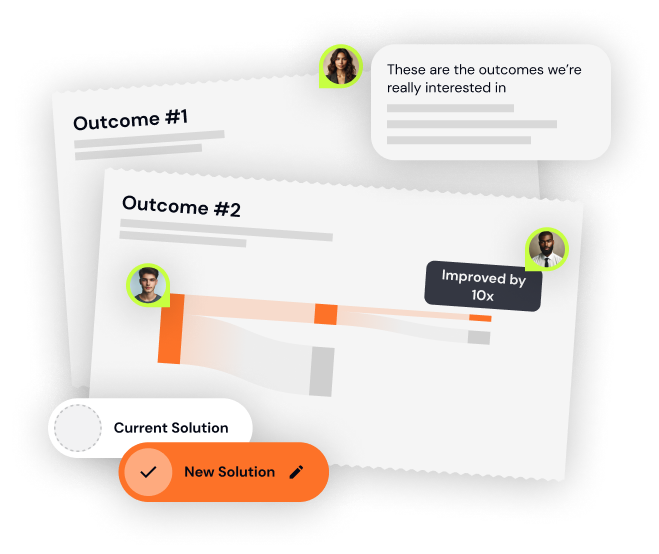 These are the outcomes we're
really interested in
Outcome #1
Outcome #2
Improved by
10x
Current Solution
New Solution